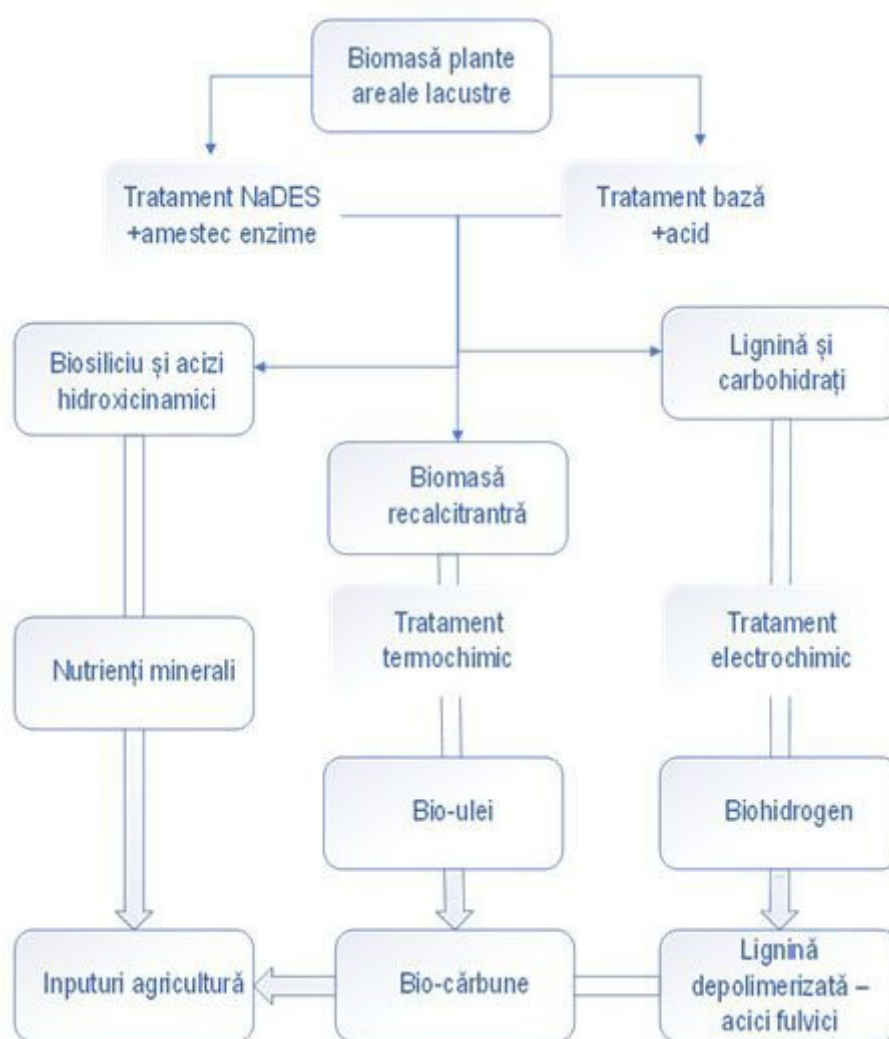 Biomasă plante
areale lacustre
Tratament NaDES
+amestec enzime
Tratament bază
+acid
Biosiliciu și acizi
hidroxicinamici
Lignină și
carbohidrați
Biomasă
recalcitrantră
Nutrienți minerali
Tratament
termochimic
Tratament
electrochimic
Bio-ulei
Biohidrogen
Inputuri agricultură
Bio-cărbune
Lignină
depolimerizată –
acici fulvici